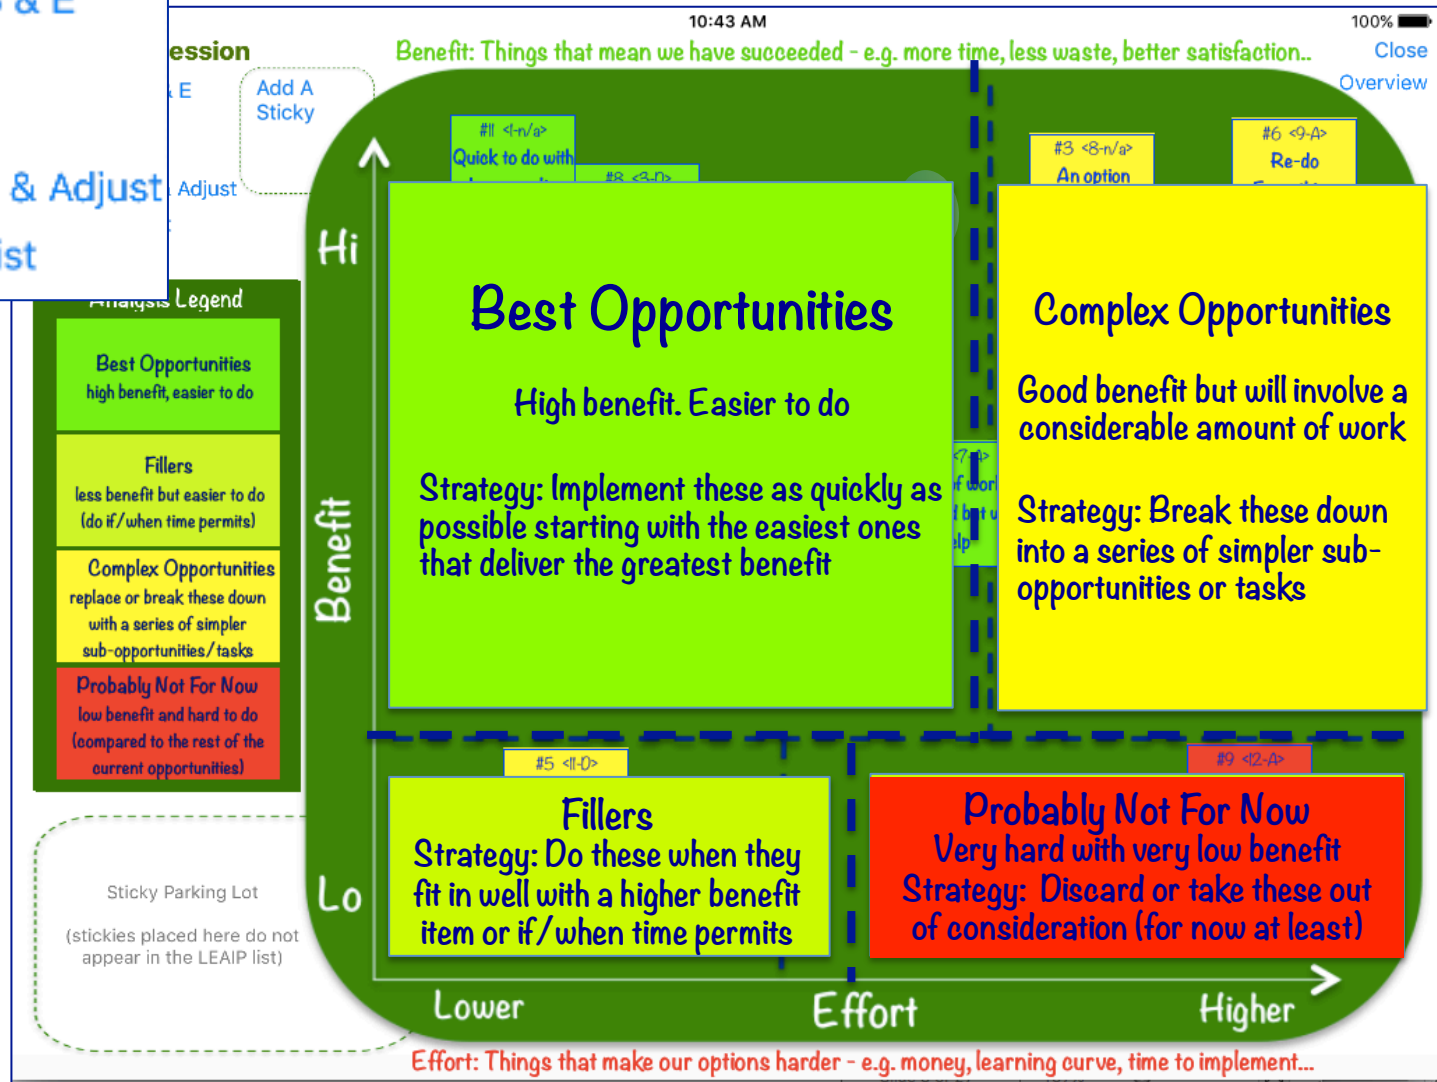 & E
& Adjust
ist
10:43 AM
100%
ession
Benefit: Things that mean we have succeeded - e.g. more time, less waste, better satisfaction..
Close
Overview
& E
Add A
Sticky
Adjust
#11 <1-n/a>
Quick to do with
#8 <3-D>
#3 <8-n/a>
An option
#6 <9-A>
Re-do
Hi
Benefit
Lo
Best Opportunities
High benefit. Easier to do
Strategy: Implement these as quickly as
possible starting with the easiest ones
that deliver the greatest benefit
Complex Opportunities
Good benefit but will involve a
considerable amount of work
Strategy: Break these down
into a series of simpler sub-
opportunities or tasks
<7-A>
of worl
d but u
elp
Analysis Legend
Best Opportunities
high benefit, easier to do
Fillers
less benefit but easier to do
(do if/when time permits)
Complex Opportunities
replace or break these down
with a series of simpler
sub-opportunities/tasks
Probably Not For Now
low benefit and hard to do
(compared to the rest of the
current opportunities)
#5 <11-D>
Fillers
Strategy: Do these when they
fit in well with a higher benefit
item or if/when time permits
#9 <12-A>
Probably Not For Now
Very hard with very low benefit
Strategy: Discard or take these out
of consideration (for now at least)
Sticky Parking Lot
(stickies placed here do not
appear in the LEAIP list)
Lower
Effort
Higher
Effort: Things that make our options harder - e.g. money, learning curve, time to implement...